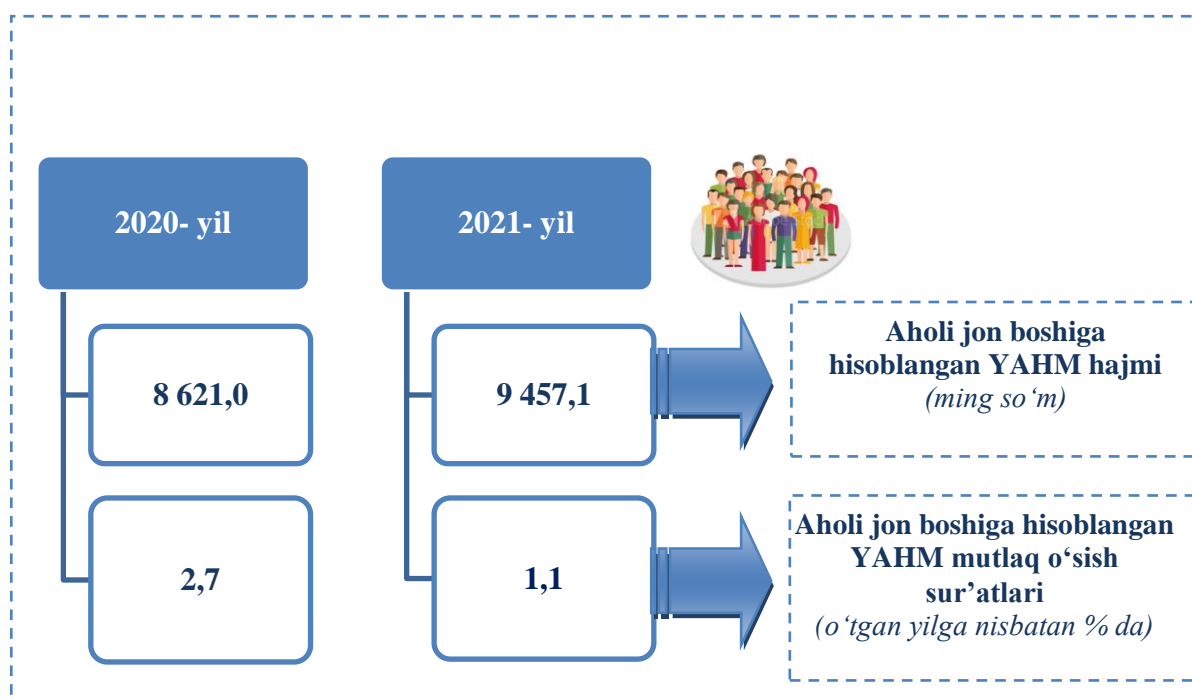 2020- yil
2021- yil
8 621,0
9 457,1
Aholi jon boshiga
hisoblangan YAHM hajmi
(ming so‘m)
2,7
1,1
Aholi jon boshiga hisoblangan
YAHM mutlaq o‘sish
sur’atlari
(o‘tgan yilga nisbatan % da)